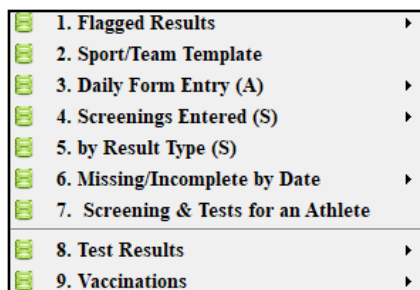 1. Flagged Results
2. Sport/Team Template
3. Daily Form Entry (A)
4. Screenings Entered (S)
5. by Result Type (S)
6. Missing/Incomplete by Date
7. Screening & Tests for an Athlete
8. Test Results
9. Vaccinations